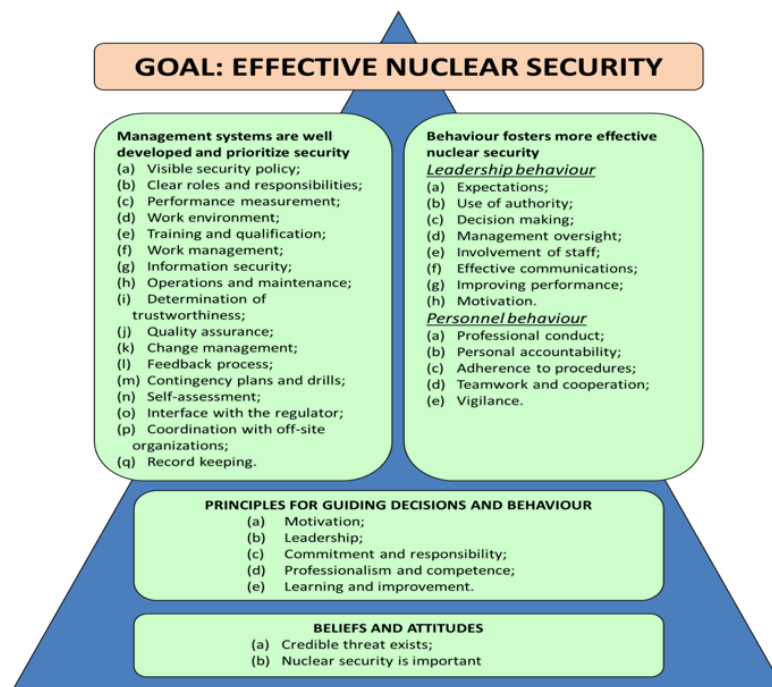 GOAL: EFFECTIVE NUCLEAR SECURITY
Management systems are well
developed and prioritize security
(a) Visible security policy;
(b) Clear roles and responsibilities;
(c) Performance measurement;
(d) Work environment;
(e) Training and qualification;
(f) Work management;
(g) Information security;
(h) Operations and maintenance;
(i) Determination of
trustworthiness;
(j) Quality assurance;
(k) Change management;
(l) Feedback process;
(m) Contingency plans and drills;
(n) Self-assessment;
(o) Interface with the regulator;
(p) Coordination with off-site
organizations;
(q) Record keeping.
Behaviour fosters more effective
nuclear security
Leadership behaviour
(a) Expectations;
(b) Use of authority;
(c) Decision making;
(d) Management oversight;
(e) Involvement of staff;
(f) Effective communications;
(g) Improving performance;
(h) Motivation.
Personnel behaviour
(a) Professional conduct;
(b) Personal accountability;
(c) Adherence to procedures;
(d) Teamwork and cooperation;
(e) Vigilance.
PRINCIPLES FOR GUIDING DECISIONS AND BEHAVIOUR
(a) Motivation;
(b) Leadership;
(c) Commitment and responsibility;
(d) Professionalism and competence;
(e) Learning and improvement.
BELIEFS AND ATTITUDES
(a) Credible threat exists;
(b) Nuclear security is important